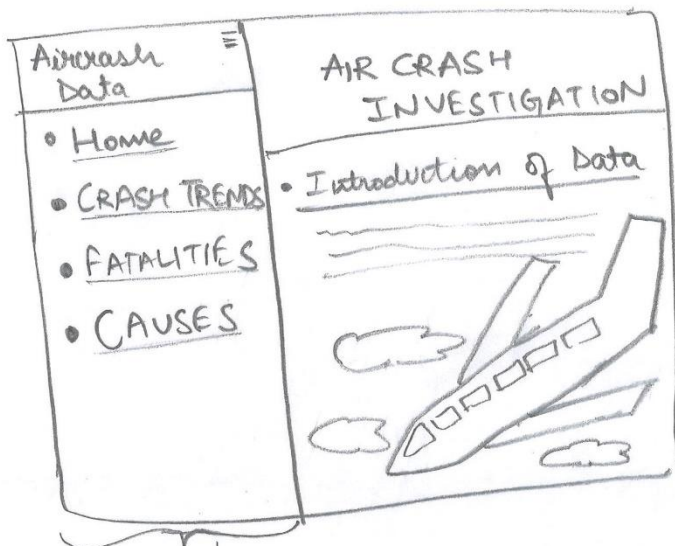 Aircrash
Data
Home
CRASH TRENDS
FATALITIES
CAUSES
AIR CRASH
INVESTIGATION
Introduction of Data